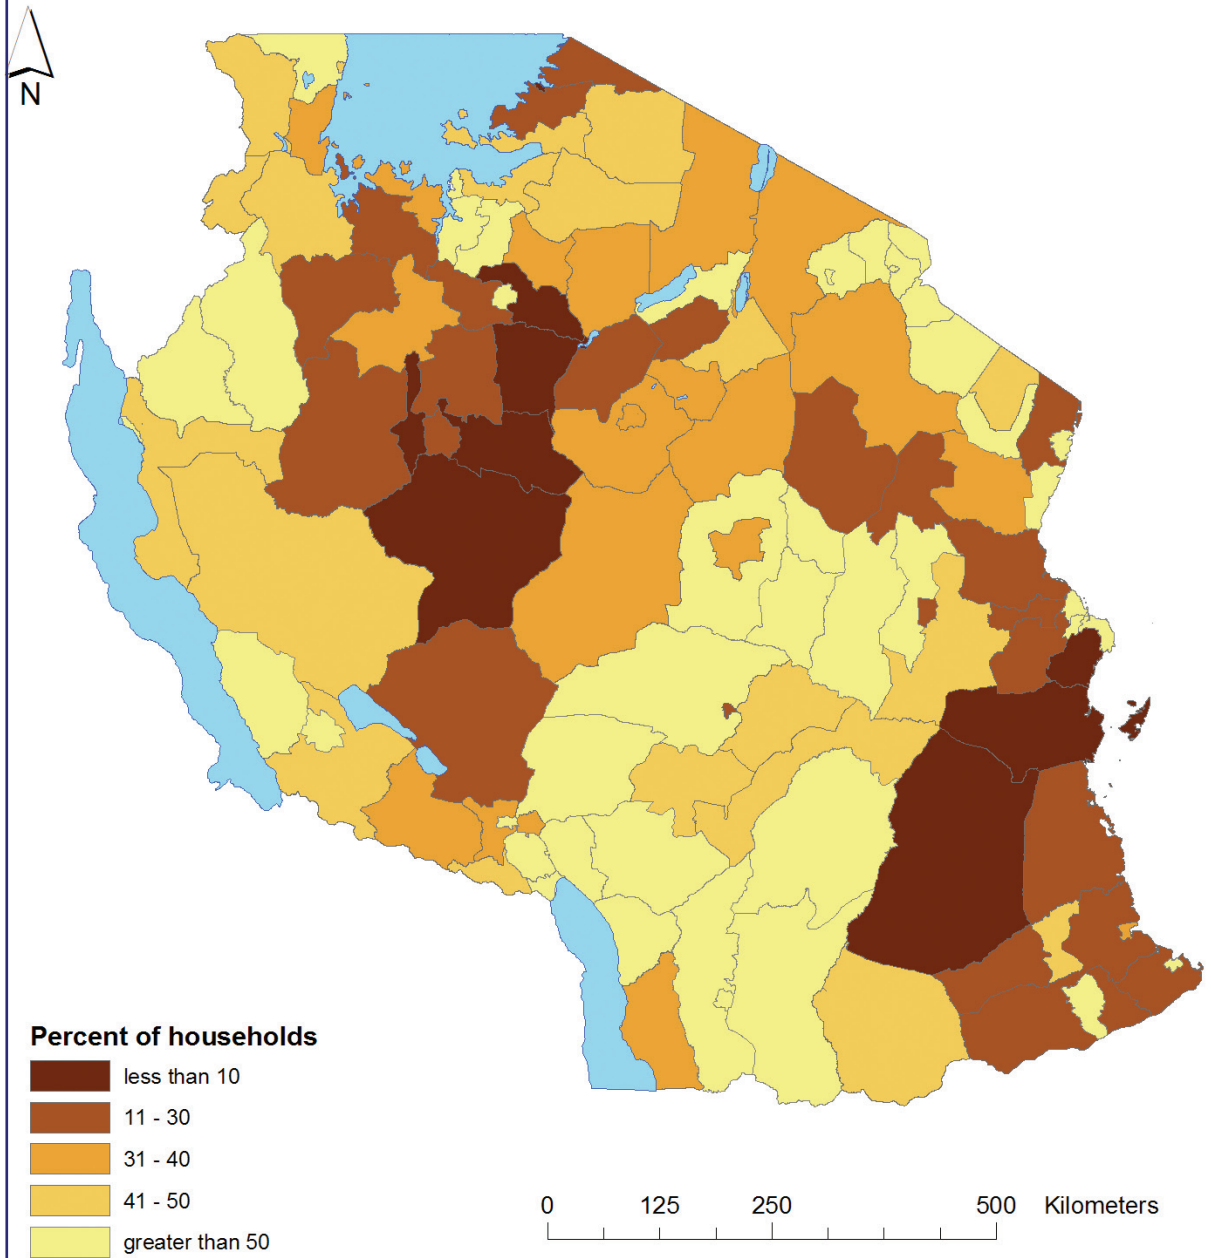 N
Percent of households
less than 10
11 - 30
31 - 40
41 - 50
greater than 50
0 125 250 500 Kilometers